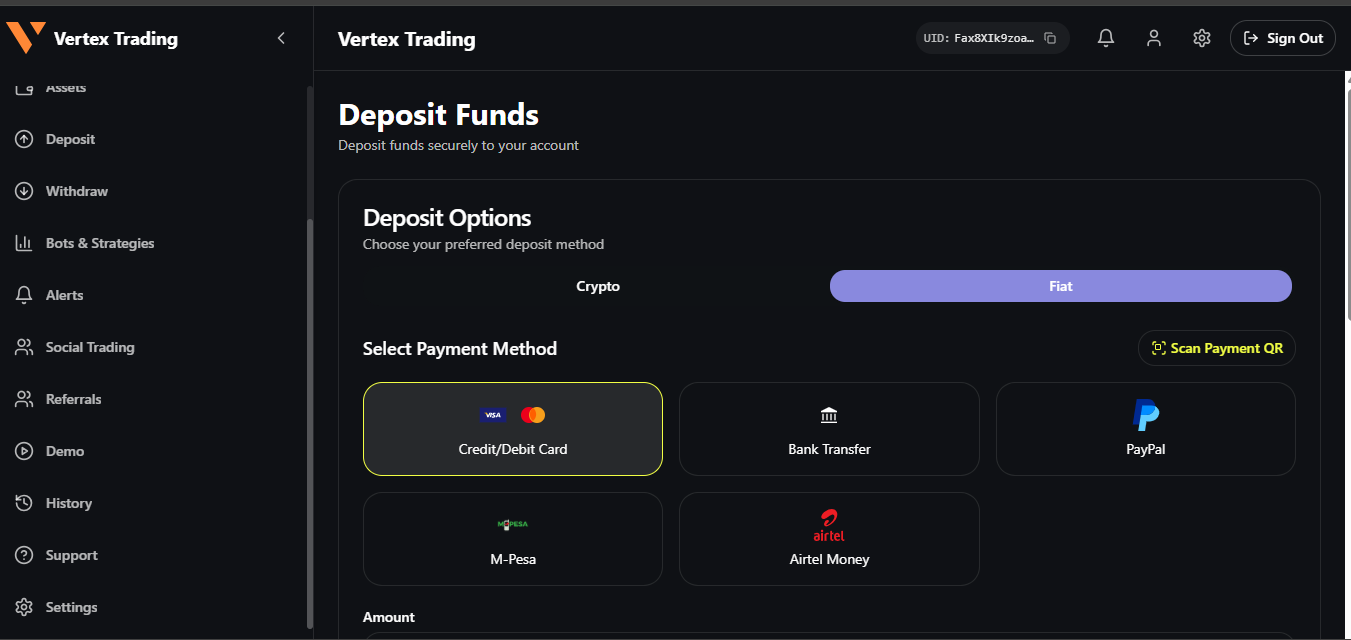 Vertex Trading
Assets
Deposit
Withdraw
Bots & Strategies
Alerts
Social Trading
Referrals
Demo
History
Support
Settings
Vertex Trading
UID: Fax8XIk9zoa…
Sign Out
Deposit Funds
Deposit funds securely to your account
Deposit Options
Choose your preferred deposit method
Crypto
Fiat
Select Payment Method
Scan Payment QR
VISA
Credit/Debit Card
Bank Transfer
PayPal
M-PESA
M-Pesa
airtel
Airtel Money
Amount